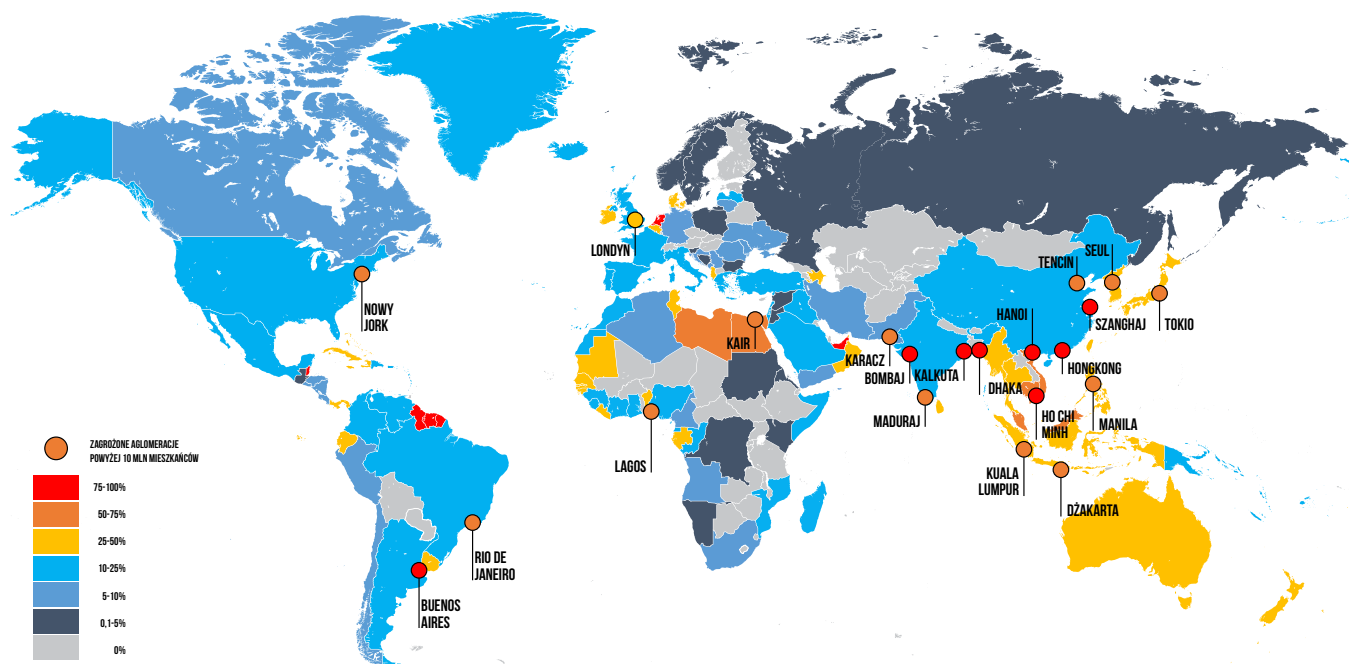 LONDYN
NOWY
JORK
KAIR
KARACZ
BOMBAJ
KALKUTA
DHAKA
MADURAJ
HANOI
TENCIN
SEUL
SZANGHAJ
TOKIO
HONGKONG
HO CHI
MINH
MANILA
KUALA
LUMPUR
DŻAKARTA
LAGOS
RIO DE
JANEIRO
BUENOS
AIRES
ZAGROŻONE AGLOMERACJE
POWYŻEJ 10 MLN MIESZKAŃCÓW
75-100%
50-75%
25-50%
10-25%
5-10%
0,1-5%
0%